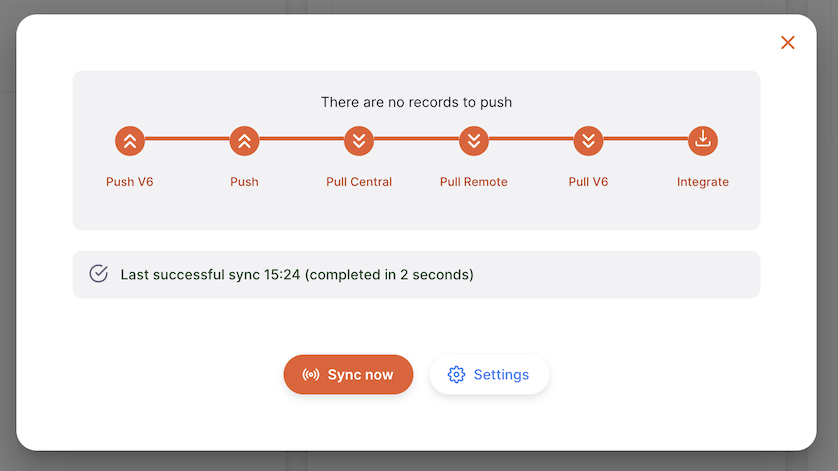 There are no records to push
Push V6
Push
Pull Central
Pull Remote
Pull V6
Integrate
Last successful sync 15:24 (completed in 2 seconds)
Sync now
Settings